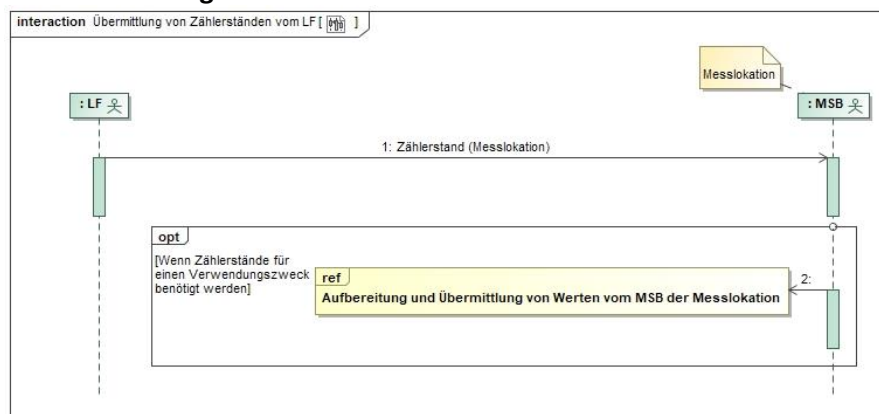 interaction Übermittlung von Zählerständen vom LF [ ]
Messlokation
: LF
: MSB
1: Zählerstand (Messlokation)
opt
[Wenn Zählerstände für
einen Verwendungszweck
benötigt werden]
ref
2:
Aufbereitung und Übermittlung von Werten vom MSB der Messlokation